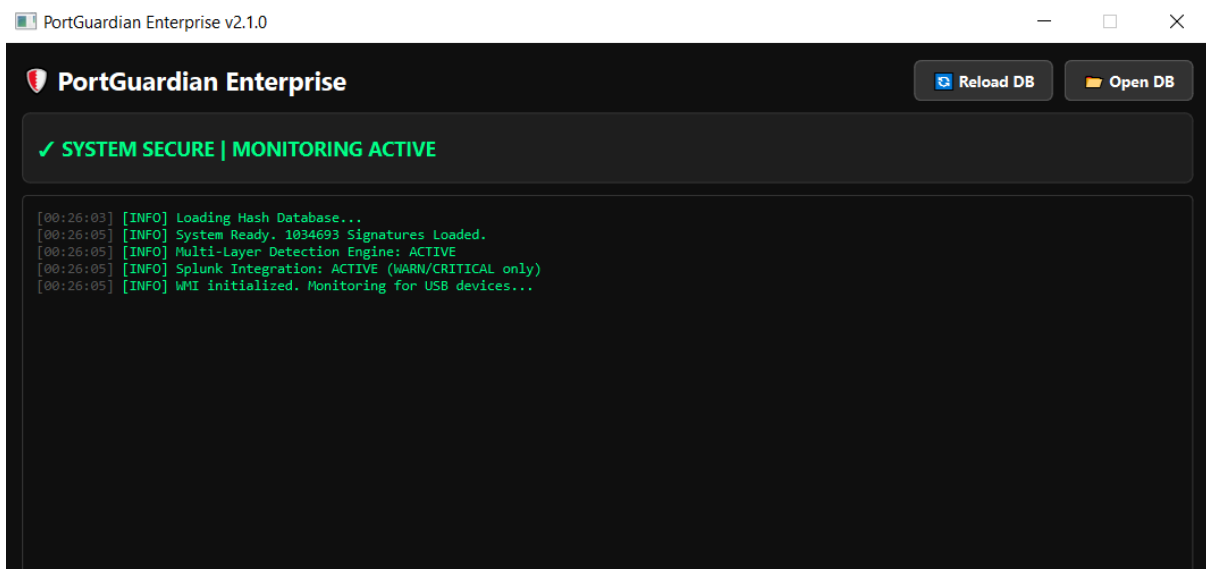 PortGuardian Enterprise v2.1.0
PortGuardian Enterprise
Reload DB
Open DB
✓ SYSTEM SECURE | MONITORING ACTIVE
[00:26:03] [INFO] Loading Hash Database...
[00:26:05] [INFO] System Ready. 1034693 Signatures Loaded.
[00:26:05] [INFO] Multi-Layer Detection Engine: ACTIVE
[00:26:05] [INFO] Splunk Integration: ACTIVE (WARN/CRITICAL only)
[00:26:05] [INFO] WMI initialized. Monitoring for USB devices...